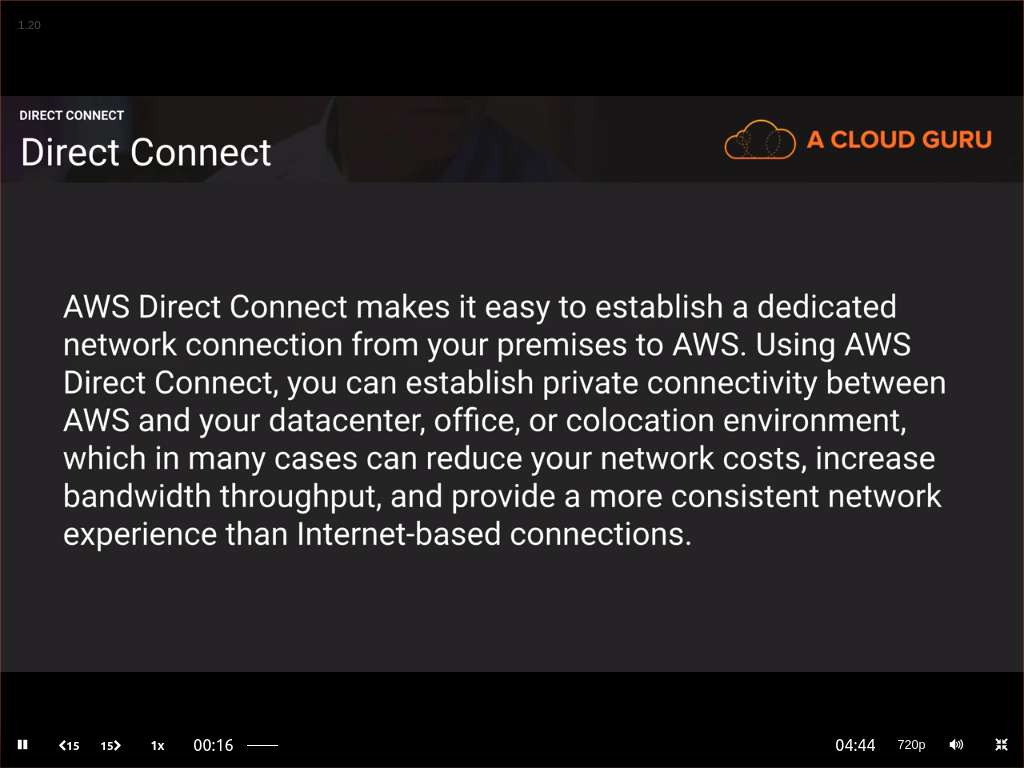 1.20
DIRECT CONNECT
Direct Connect
A CLOUD GURU
AWS Direct Connect makes it easy to establish a dedicated
network connection from your premises to AWS. Using AWS
Direct Connect, you can establish private connectivity between
AWS and your datacenter, office, or colocation environment,
which in many cases can reduce your network costs, increase
bandwidth throughput, and provide a more consistent network
experience than Internet-based connections.
15 15 1x 00:16 04:44 720p